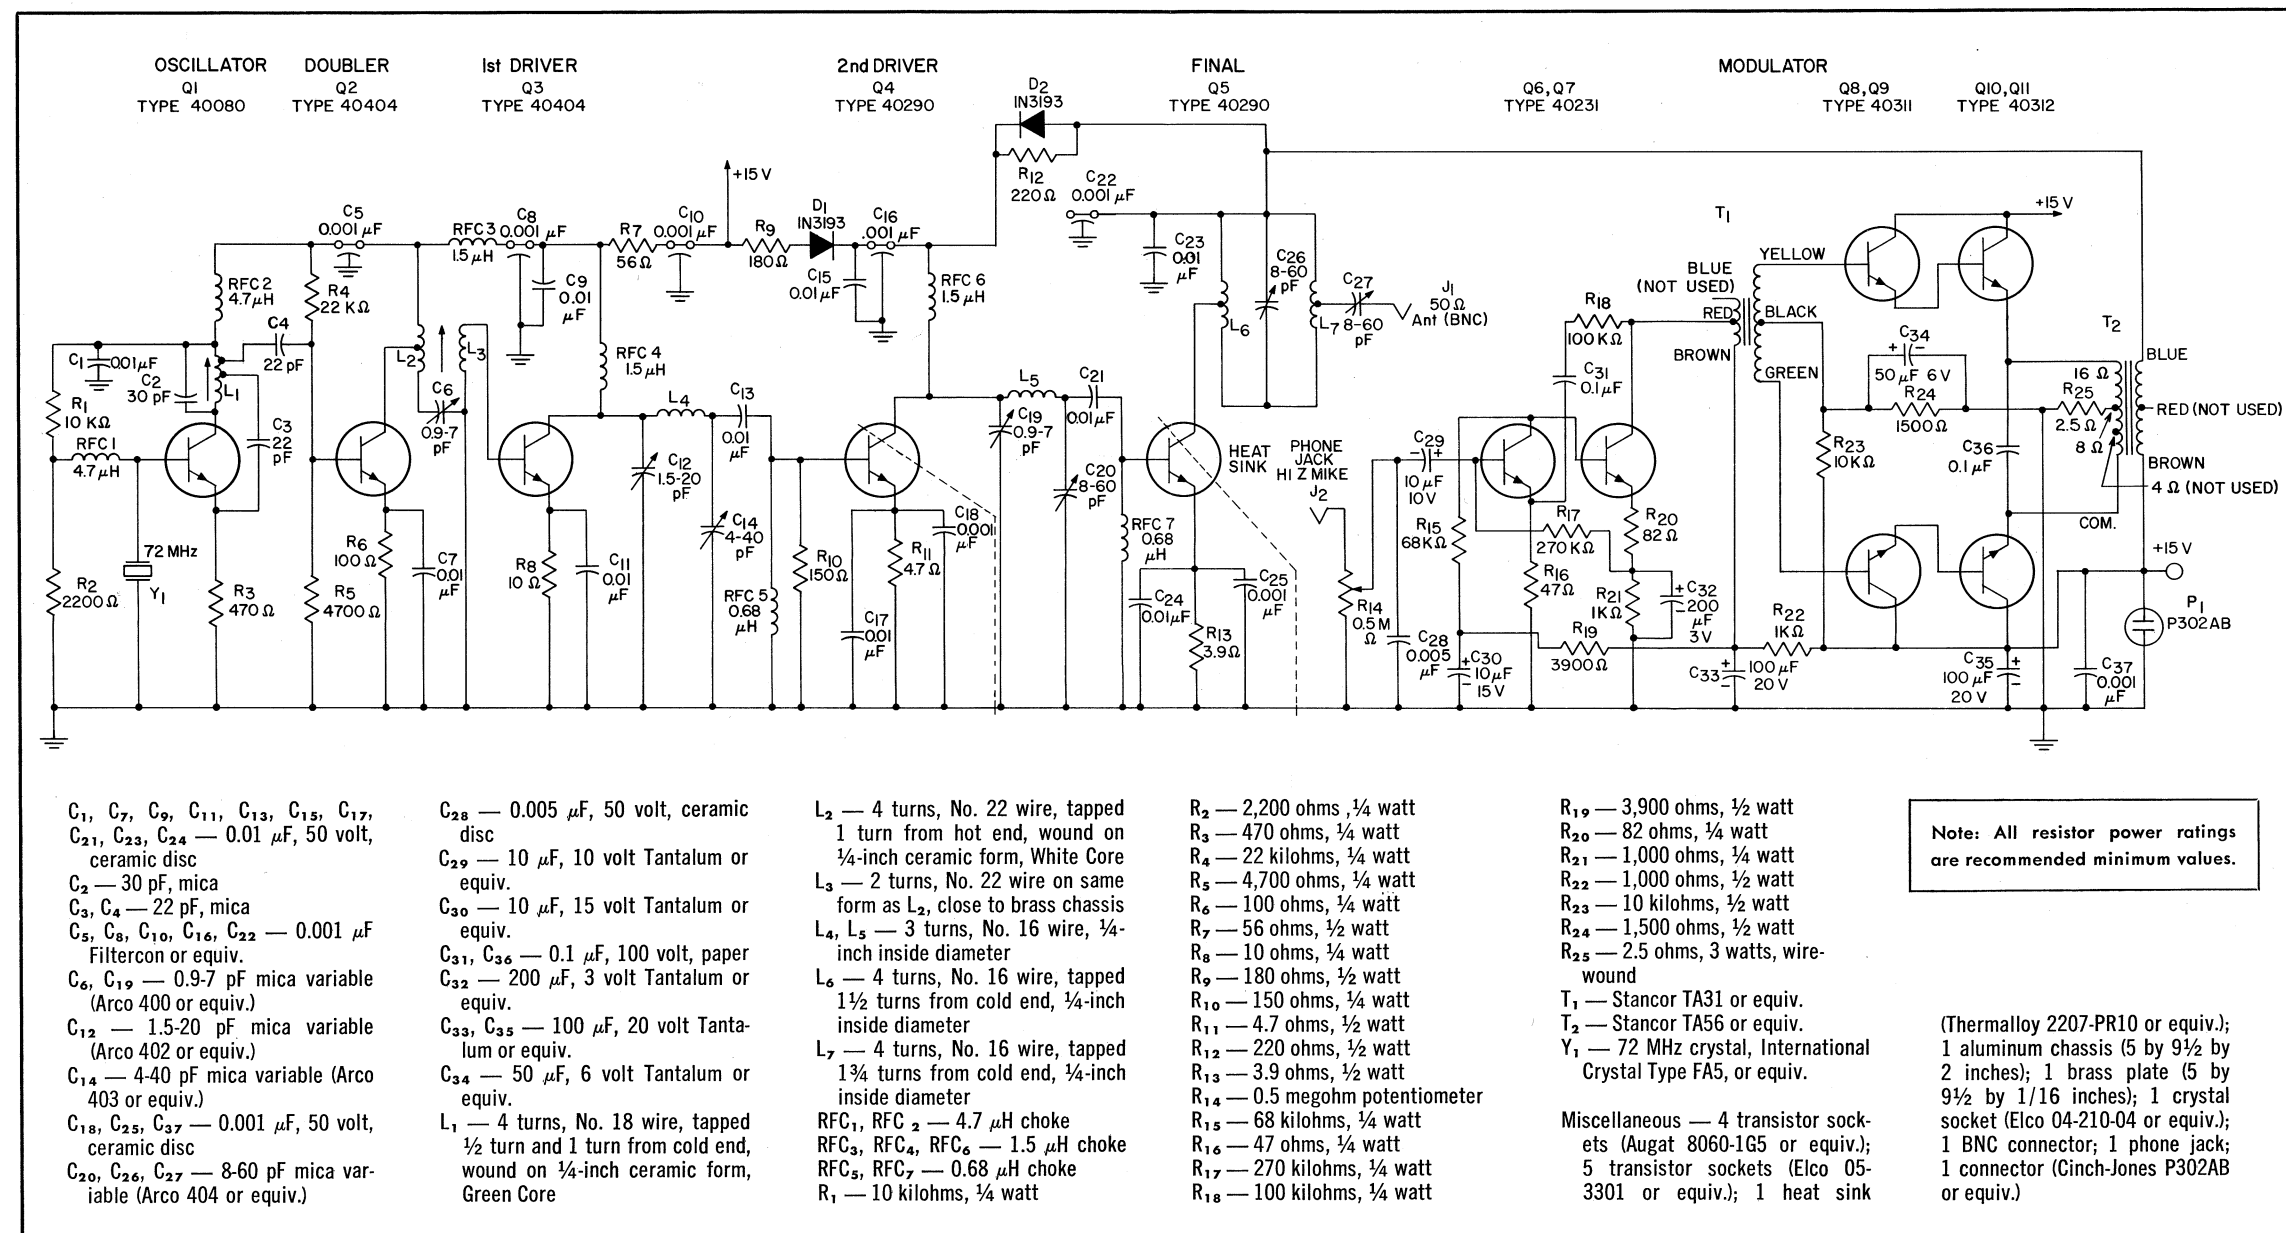 OSCILLATOR
Q1
TYPE 40080
DOUBLER
Q2
TYPE 40404
1st DRIVER
Q3
TYPE 40404
2nd DRIVER
Q4
TYPE 40290
D2
1N3193
FINAL
Q5
TYPE 40290
MODULATOR
Q6,Q7
TYPE 40231
Q8,Q9
TYPE 40311
Q10,Q11
TYPE 40312
R12
220Ω
C22
0.001 μF
+15 V
C5
0.001 μF
RFC 3
1.5 μH
C8
0.001 μF
R7
56Ω
C10
0.001 μF
R9
180Ω
D1
1N3193
C16
.001 μF
RFC 2
4.7μH
R4
22 KΩ
C9
0.01
μF
C15
0.01μF
RFC 6
1.5 μH
C23
0.01
μF
C26
8-60
pF
C27
8-60
pF
J1
50Ω
Ant (BNC)
L6
L7
T1
BLUE
(NOT USED)
YELLOW
RED
BLACK
BROWN
GREEN
+15 V
T2
R18
100 KΩ
C31
0.1μF
C34
50 μF 6V
+ −
R24
1500Ω
16 Ω
R25
2.5Ω
8 Ω
BLUE
RED (NOT USED)
BROWN
4 Ω (NOT USED)
COM.
C1
0.01μF
C2
30 pF
L1
C4
22 pF
L2
L3
C6
0.9-7
pF
RFC 4
1.5 μH
L4
C13
0.01
μF
L5
C21
0.01μF
C19
0.9-7
pF
R1
10 KΩ
RFC 1
4.7 μH
C3
22
pF
C12
1.5-20
pF
C14
4-40
pF
C20
8-60
pF
HEAT
SINK
PHONE
JACK
HI Z MIKE
J2
C29
− +
10 μF
10V
R15
68KΩ
R17
270 KΩ
R20
82Ω
R23
10KΩ
C36
0.1 μF
72 MHz
Y1
R2
2200Ω
R3
470Ω
R5
4700Ω
R6
100Ω
C7
0.01
μF
R8
10 Ω
C11
0.01
μF
RFC 5
0.68
μH
R10
150Ω
R11
4.7Ω
C18
0.001
μF
C17
0.01
μF
RFC 7
0.68
μH
C24
0.01μF
C25
0.001
μF
R13
3.9Ω
R14
0.5M
Ω
C28
0.005
μF
C30
+
10μF
−
15V
R16
47Ω
R19
3900Ω
R21
1KΩ
C32
+
200
μF
3V
R22
1KΩ
C33
+
−
100 μF
20V
C35
+
−
100 μF
20 V
+15 V
P1
P302AB
C37
0.001
μF
C1, C7, C9, C11, C13, C15, C17,
C21, C23, C24 — 0.01 μF, 50 volt,
ceramic disc
C2 — 30 pF, mica
C3, C4 — 22 pF, mica
C5, C8, C10, C16, C22 — 0.001 μF
Filtercon or equiv.
C6, C19 — 0.9-7 pF mica variable
(Arco 400 or equiv.)
C12 — 1.5-20 pF mica variable
(Arco 402 or equiv.)
C14 — 4-40 pF mica variable (Arco
403 or equiv.)
C18, C25, C37 — 0.001 μF, 50 volt,
ceramic disc
C20, C26, C27 — 8-60 pF mica var-
iable (Arco 404 or equiv.)
C28 — 0.005 μF, 50 volt, ceramic
disc
C29 — 10 μF, 10 volt Tantalum or
equiv.
C30 — 10 μF, 15 volt Tantalum or
equiv.
C31, C36 — 0.1 μF, 100 volt, paper
C32 — 200 μF, 3 volt Tantalum or
equiv.
C33, C35 — 100 μF, 20 volt Tanta-
lum or equiv.
C34 — 50 μF, 6 volt Tantalum or
equiv.
L1 — 4 turns, No. 18 wire, tapped
½ turn and 1 turn from cold end,
wound on ¼-inch ceramic form,
Green Core
L2 — 4 turns, No. 22 wire, tapped
1 turn from hot end, wound on
¼-inch ceramic form, White Core
L3 — 2 turns, No. 22 wire on same
form as L2, close to brass chassis
L4, L5 — 3 turns, No. 16 wire, ¼-
inch inside diameter
L6 — 4 turns, No. 16 wire, tapped
1½ turns from cold end, ¼-inch
inside diameter
L7 — 4 turns, No. 16 wire, tapped
1¾ turns from cold end, ¼-inch
inside diameter
RFC1, RFC 2 — 4.7 μH choke
RFC3, RFC4, RFC6 — 1.5 μH choke
RFC5, RFC7 — 0.68 μH choke
R1 — 10 kilohms, ¼ watt
R2 — 2,200 ohms ,¼ watt
R3 — 470 ohms, ¼ watt
R4 — 22 kilohms, ¼ watt
R5 — 4,700 ohms, ¼ watt
R6 — 100 ohms, ¼ watt
R7 — 56 ohms, ½ watt
R8 — 10 ohms, ¼ watt
R9 — 180 ohms, ½ watt
R10 — 150 ohms, ¼ watt
R11 — 4.7 ohms, ½ watt
R12 — 220 ohms, ½ watt
R13 — 3.9 ohms, ½ watt
R14 — 0.5 megohm potentiometer
R15 — 68 kilohms, ¼ watt
R16 — 47 ohms, ¼ watt
R17 — 270 kilohms, ¼ watt
R18 — 100 kilohms, ¼ watt
R19 — 3,900 ohms, ½ watt
R20 — 82 ohms, ¼ watt
R21 — 1,000 ohms, ¼ watt
R22 — 1,000 ohms, ½ watt
R23 — 10 kilohms, ½ watt
R24 — 1,500 ohms, ½ watt
R25 — 2.5 ohms, 3 watts, wire-
wound
T1 — Stancor TA31 or equiv.
T2 — Stancor TA56 or equiv.
Y1 — 72 MHz crystal, International
Crystal Type FA5, or equiv.
Miscellaneous — 4 transistor sock-
ets (Augat 8060-1G5 or equiv.);
5 transistor sockets (Elco 05-
3301 or equiv.); 1 heat sink
(Thermalloy 2207-PR10 or equiv.);
1 aluminum chassis (5 by 9½ by
2 inches); 1 brass plate (5 by
9½ by 1/16 inches); 1 crystal
socket (Elco 04-210-04 or equiv.);
1 BNC connector; 1 phone jack;
1 connector (Cinch-Jones P302AB
or equiv.)
Note: All resistor power ratings
are recommended minimum values.